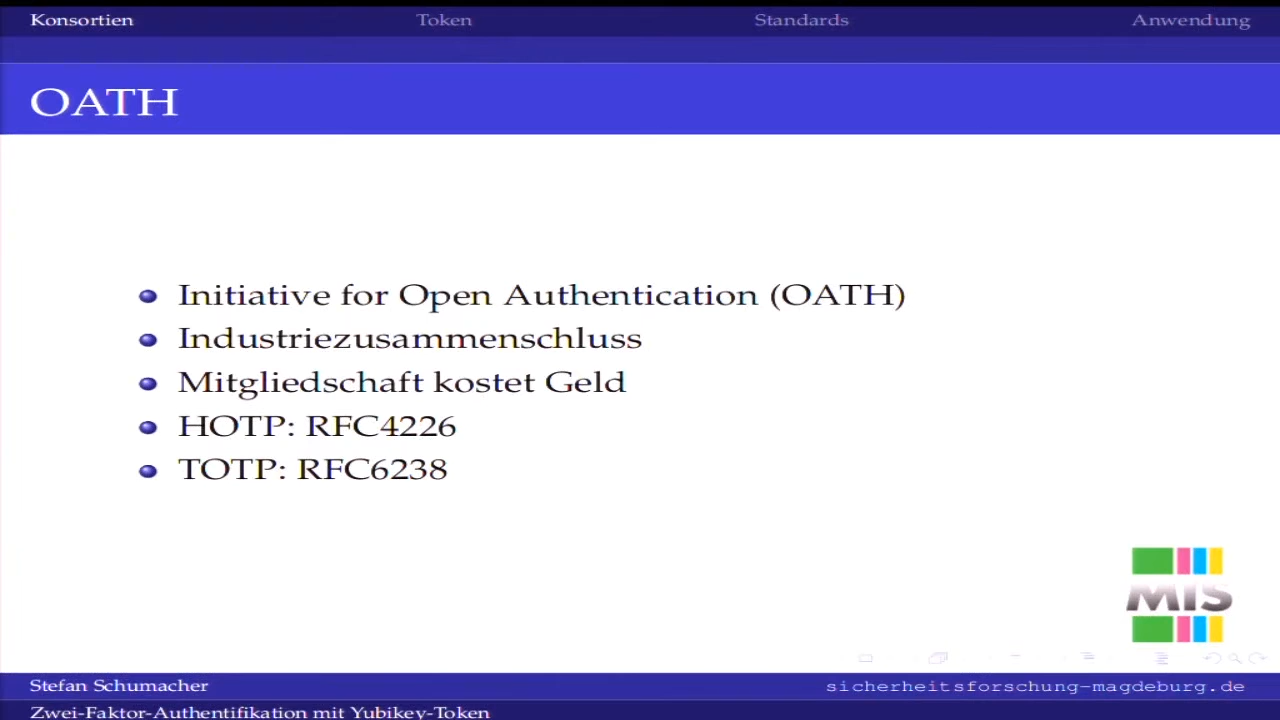 Konsortien Token Standards Anwendung
OATH
Initiative for Open Authentication (OATH)
Industriezusammenschluss
Mitgliedschaft kostet Geld
HOTP: RFC4226
TOTP: RFC6238
MIS
Stefan Schumacher sicherheitsforschung-magdeburg.de
Zwei-Faktor-Authentifikation mit Yubikey-Token